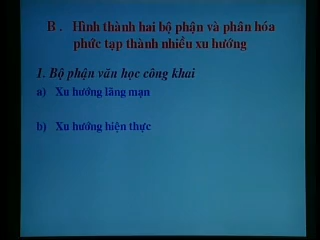 B . Hình thành hai bộ phận và phân hóa
phức tạp thành nhiều xu hướng
1. Bộ phận văn học công khai
a) Xu hướng lãng mạn
b) Xu hướng hiện thực